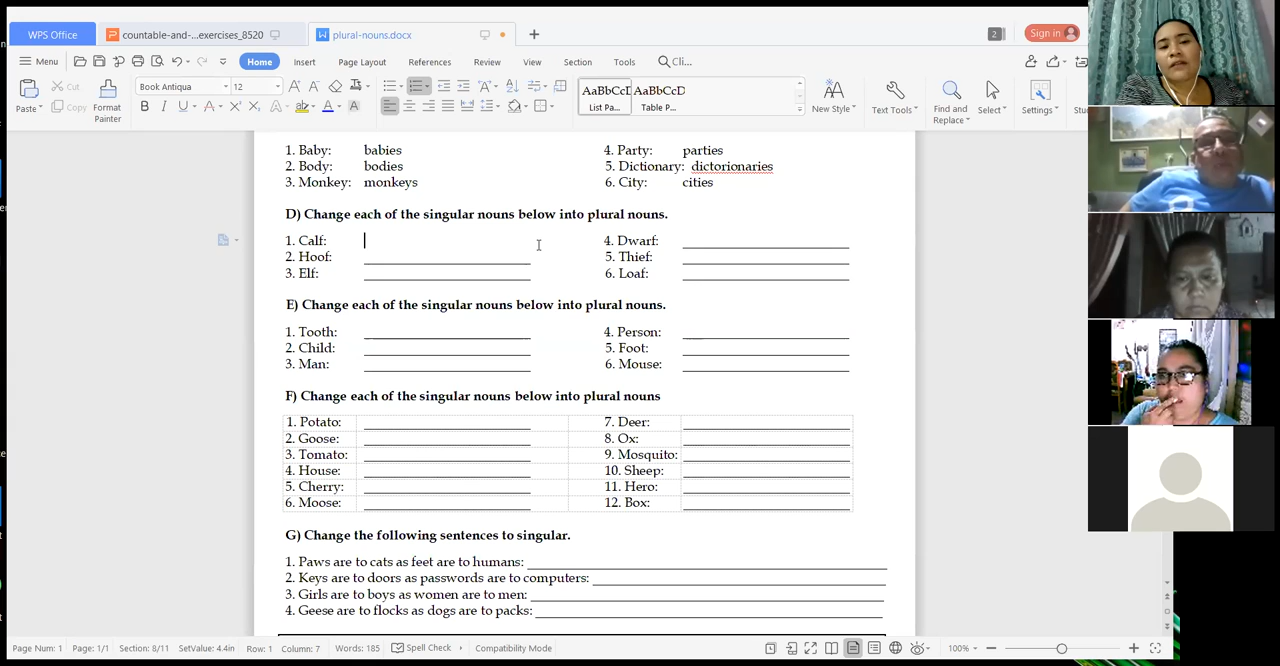 WPS Office countable-and-...exercises_8520 plural-nouns.docx 2 Sign in
Menu Home Insert Page Layout References Review View Section Tools Cli...
Cut Book Antiqua 12
Paste Copy Format Painter B I U A AaBbCcD AaBbCcD List Pa... Table P... New Style Text Tools Find and Replace Select Settings
1. Baby: babies 4. Party: parties
2. Body: bodies 5. Dictionary: dictorionaries
3. Monkey: monkeys 6. City: cities
D) Change each of the singular nouns below into plural nouns.
1. Calf: 4. Dwarf:
2. Hoof: 5. Thief:
3. Elf: 6. Loaf:
E) Change each of the singular nouns below into plural nouns.
1. Tooth: 4. Person:
2. Child: 5. Foot:
3. Man: 6. Mouse:
F) Change each of the singular nouns below into plural nouns
1. Potato: 7. Deer:
2. Goose: 8. Ox:
3. Tomato: 9. Mosquito:
4. House: 10. Sheep:
5. Cherry: 11. Hero:
6. Moose: 12. Box:
G) Change the following sentences to singular.
1. Paws are to cats as feet are to humans:
2. Keys are to doors as passwords are to computers:
3. Girls are to boys as women are to men:
4. Geese are to flocks as dogs are to packs:
Page Num: 1 Page: 1/1 Section: 8/11 SetValue: 4.4in Row: 1 Column: 7 Words: 185 Spell Check Compatibility Mode 100%